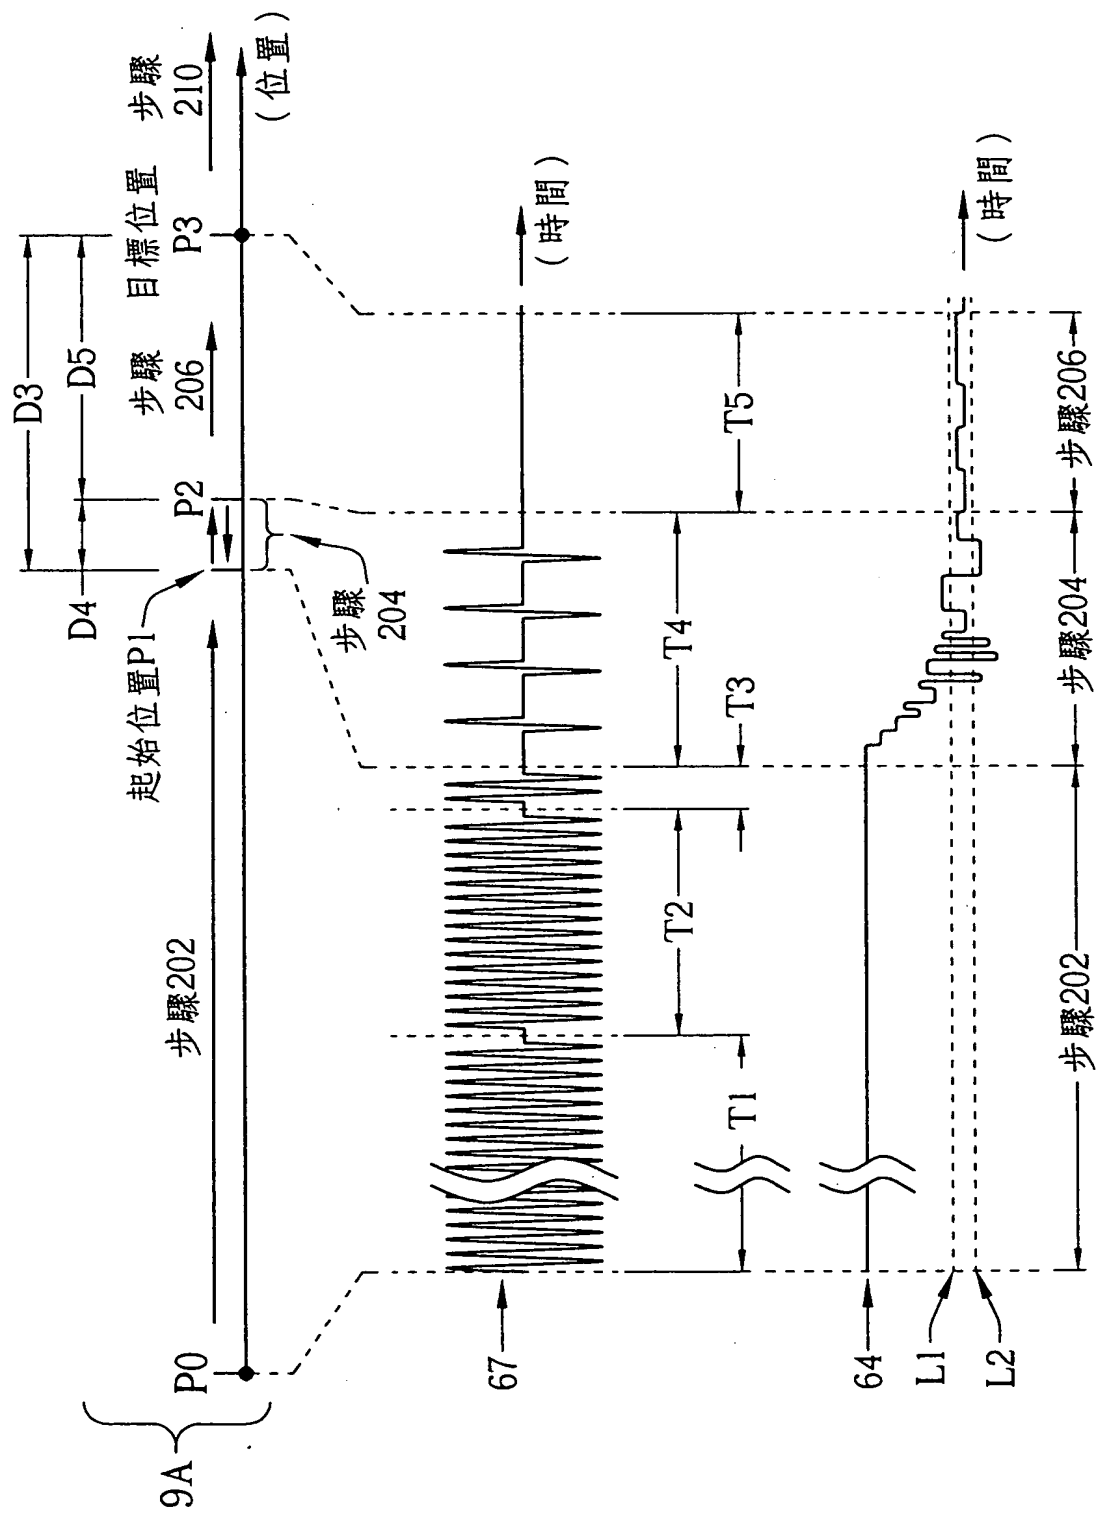 9A
D3
D4
D5
起始位置P1
P2
目標位置
P3
P0
步驟202
步驟
204
步驟
206
步驟
210
(位置)
67
(時間)
T1
T2
T3
T4
T5
64
L1
L2
(時間)
步驟202
步驟204
步驟206